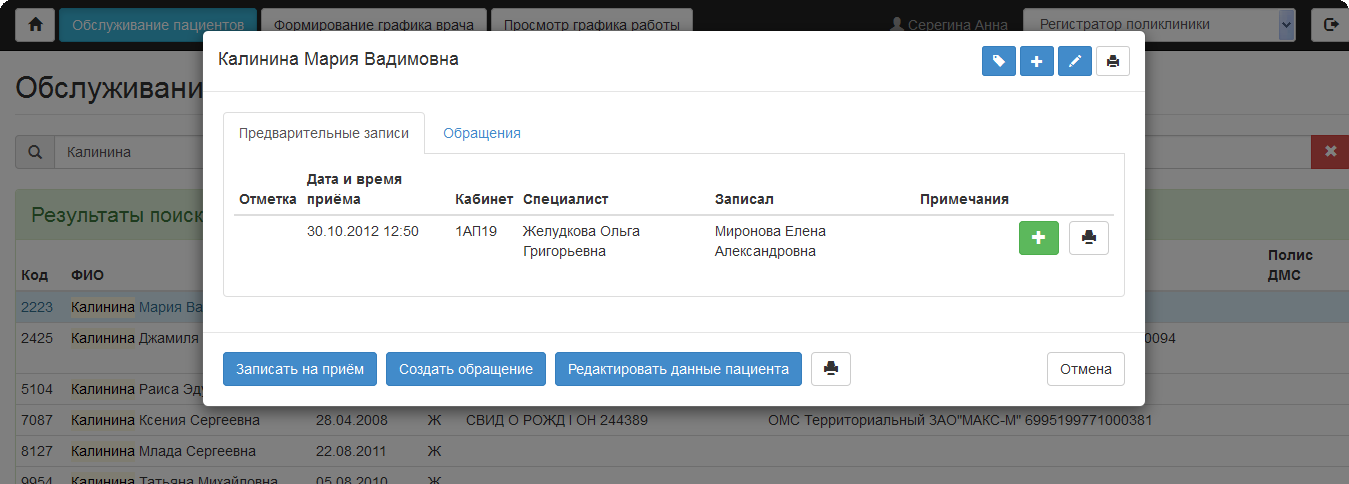 Обслуживание пациентов Формирование графика врача Просмотр графика работы Серегина Анна Регистратор поликлиники
Калинина Мария Вадимовна
Обслуживани
Предварительные записи Обращения
Калинина
Отметка Дата и время приёма Кабинет Специалист Записал Примечания
Результаты поиск
30.10.2012 12:50 1АП19 Желудкова Ольга Григорьевна Миронова Елена Александровна
Код ФИО Полис ДМС
2223 Калинина Мария Ва
2425 Калинина Джамиля 0094
Записать на приём Создать обращение Редактировать данные пациента Отмена
5104 Калинина Раиса Эду
7087 Калинина Ксения Сергеевна 28.04.2008 Ж СВИД О РОЖД I ОН 244389 ОМС Территориальный ЗАО"МАКС-М" 6995199771000381
8127 Калинина Млада Сергеевна 22.08.2011 Ж
9954 Калинина Татьяна Михайловна 05.08.2010 Ж